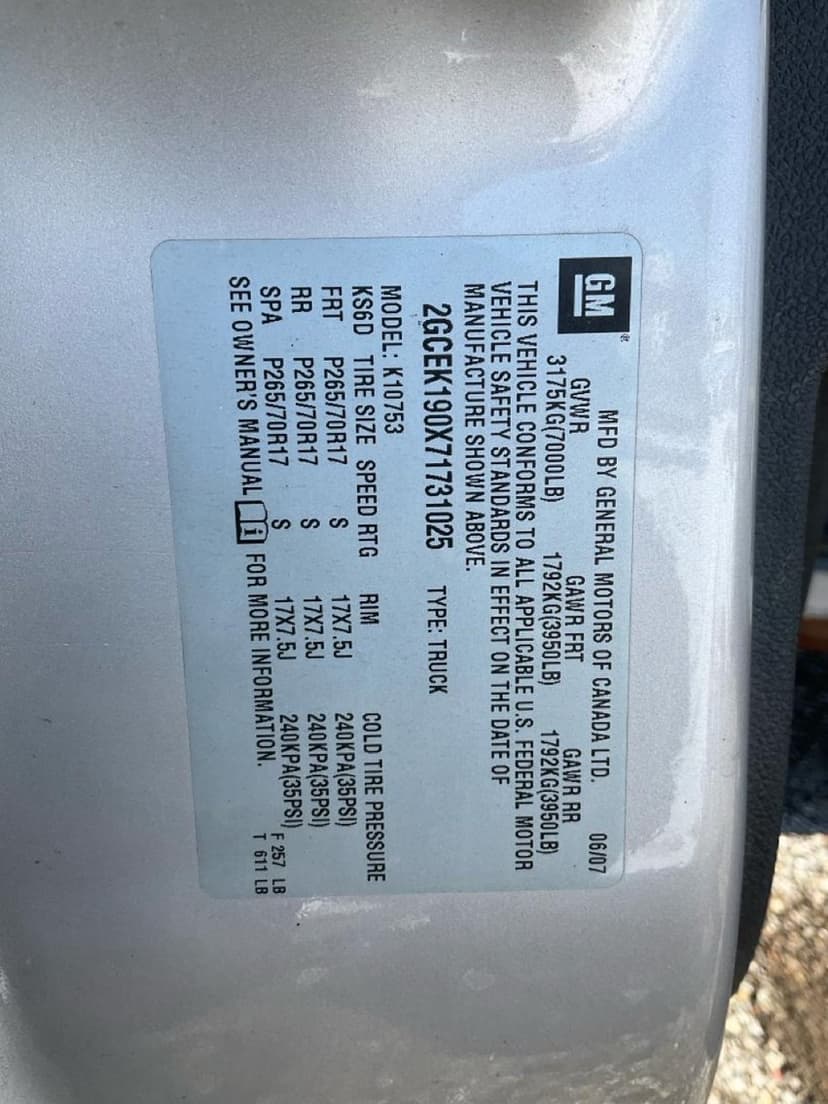 GM®
MFD BY GENERAL MOTORS OF CANADA LTD. 06/07
GVWR GAWR FRT GAWR RR
3175KG(7000LB) 1792KG(3950LB) 1792KG(3950LB)
THIS VEHICLE CONFORMS TO ALL APPLICABLE U.S. FEDERAL MOTOR
VEHICLE SAFETY STANDARDS IN EFFECT ON THE DATE OF
MANUFACTURE SHOWN ABOVE.
2GCEK190X71731025 TYPE: TRUCK
MODEL: K10753
KS6D TIRE SIZE SPEED RTG RIM COLD TIRE PRESSURE
FRT P265/70R17 S 17X7.5J 240KPA(35PSI)
RR P265/70R17 S 17X7.5J 240KPA(35PSI)
SPA P265/70R17 S 17X7.5J 240KPA(35PSI) F 257 LB
SEE OWNER'S MANUAL i FOR MORE INFORMATION. T 611 LB